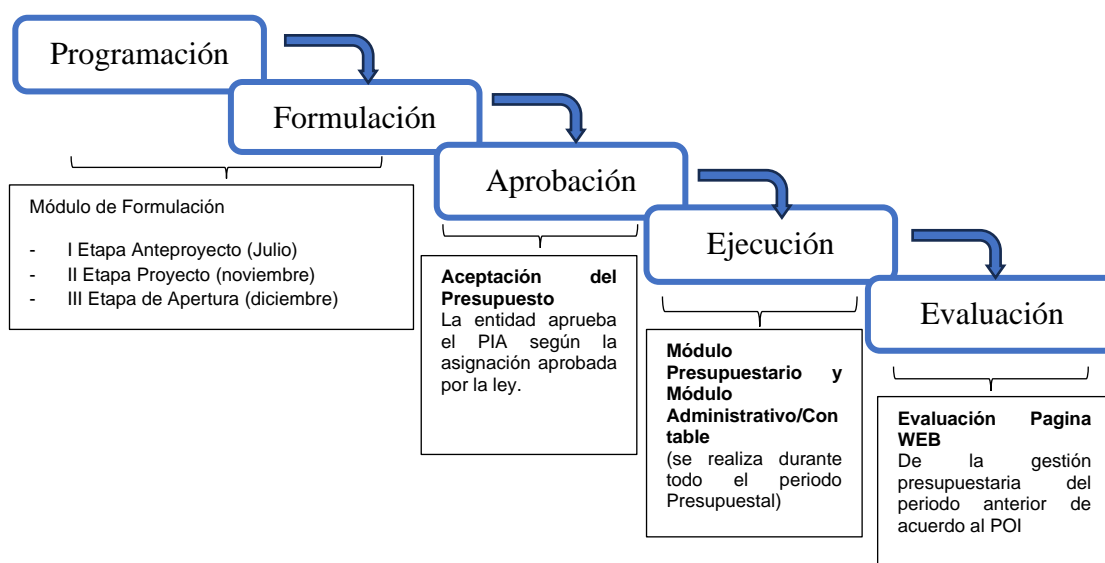 Programación
Formulación
Aprobación
Ejecución
Evaluación
Módulo de Formulación
- I Etapa Anteproyecto (Julio)
- II Etapa Proyecto (noviembre)
- III Etapa de Apertura (diciembre)
Aceptación del
Presupuesto
La entidad aprueba
el PIA según la
asignación aprobada
por la ley.
Módulo
Presupuestario y
Módulo
Administrativo/Con
table
(se realiza durante
todo el periodo
Presupuestal)
Evaluación Pagina
WEB
De la gestión
presupuestaria del
periodo anterior de
acuerdo al POI